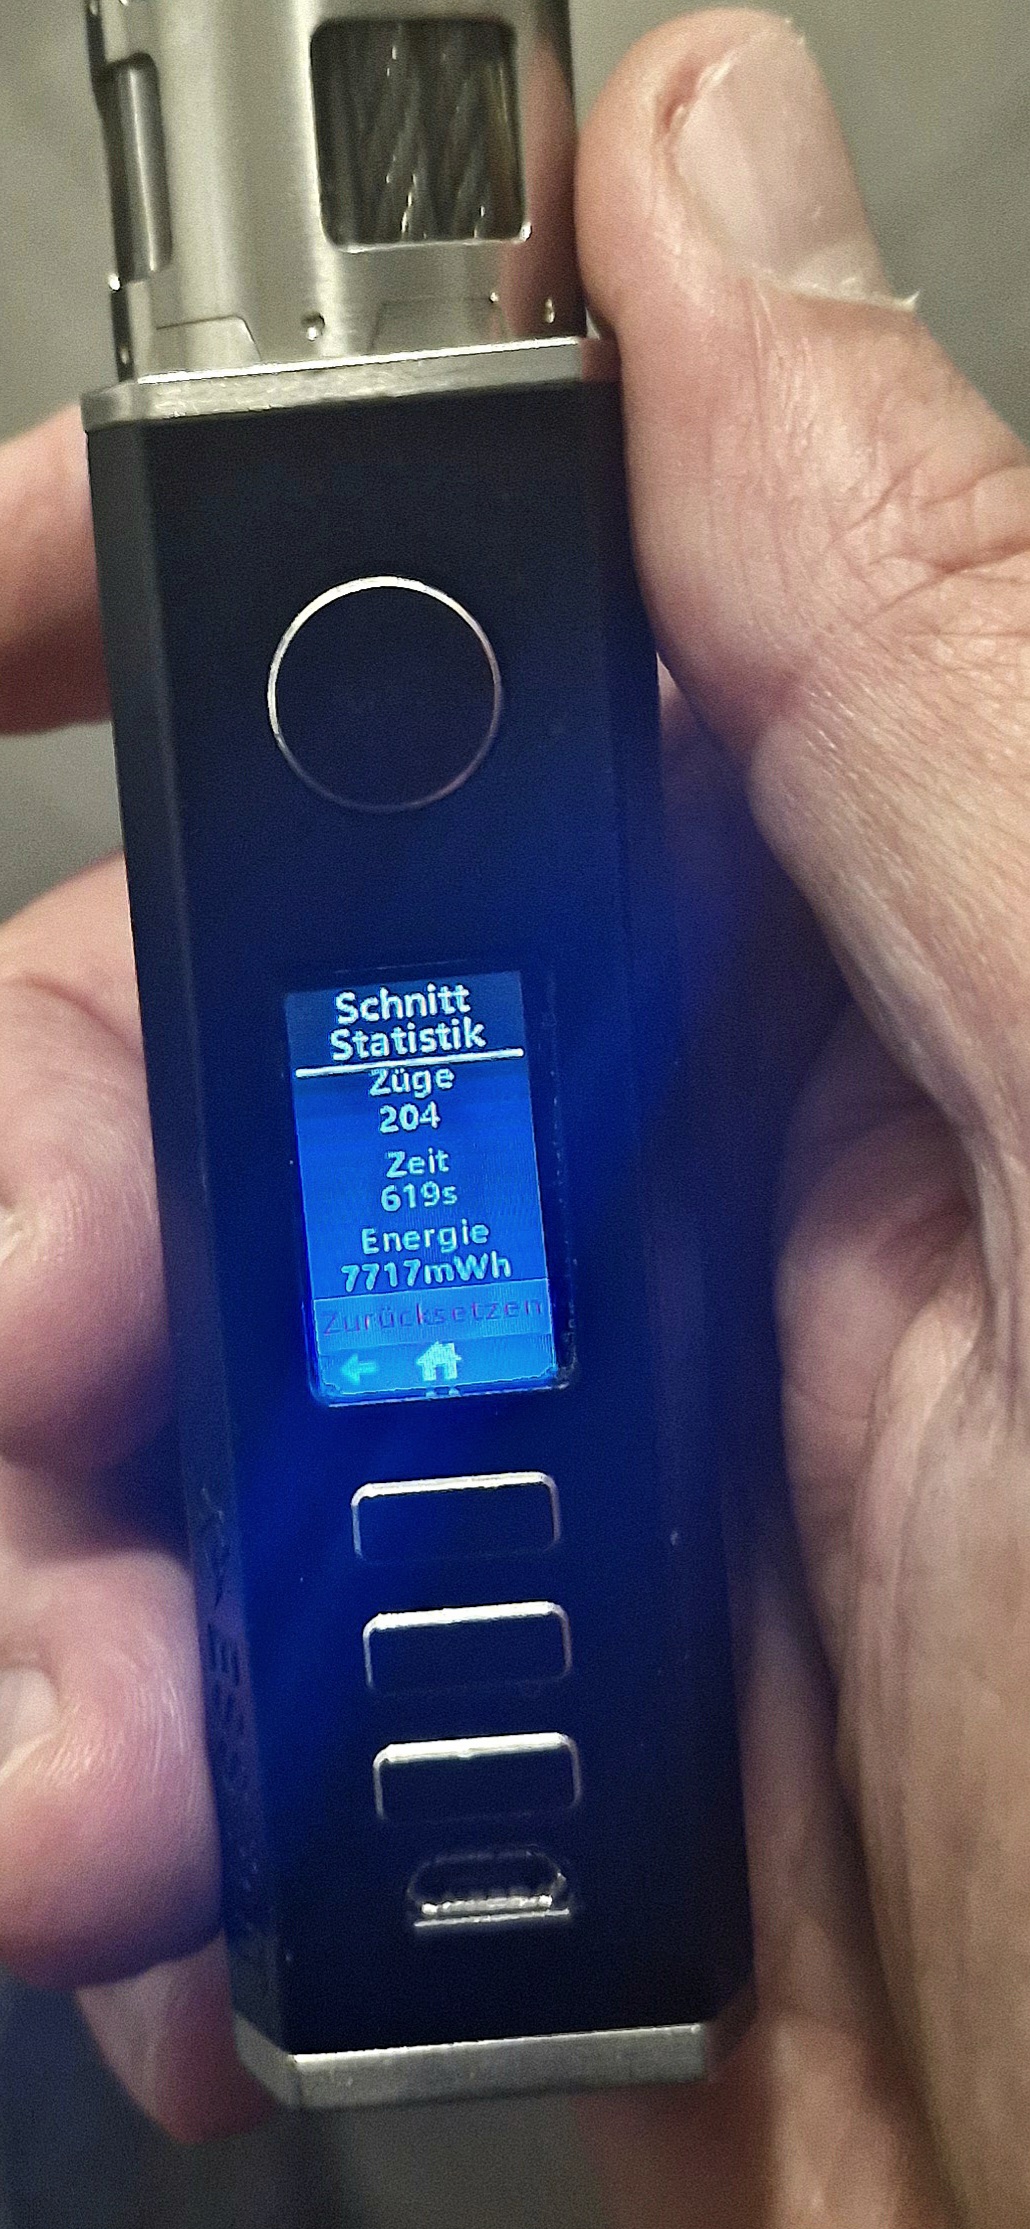 Schnitt
Statistik
Züge
204
Zeit
619s
Energie
7717mWh
Zurücksetzen